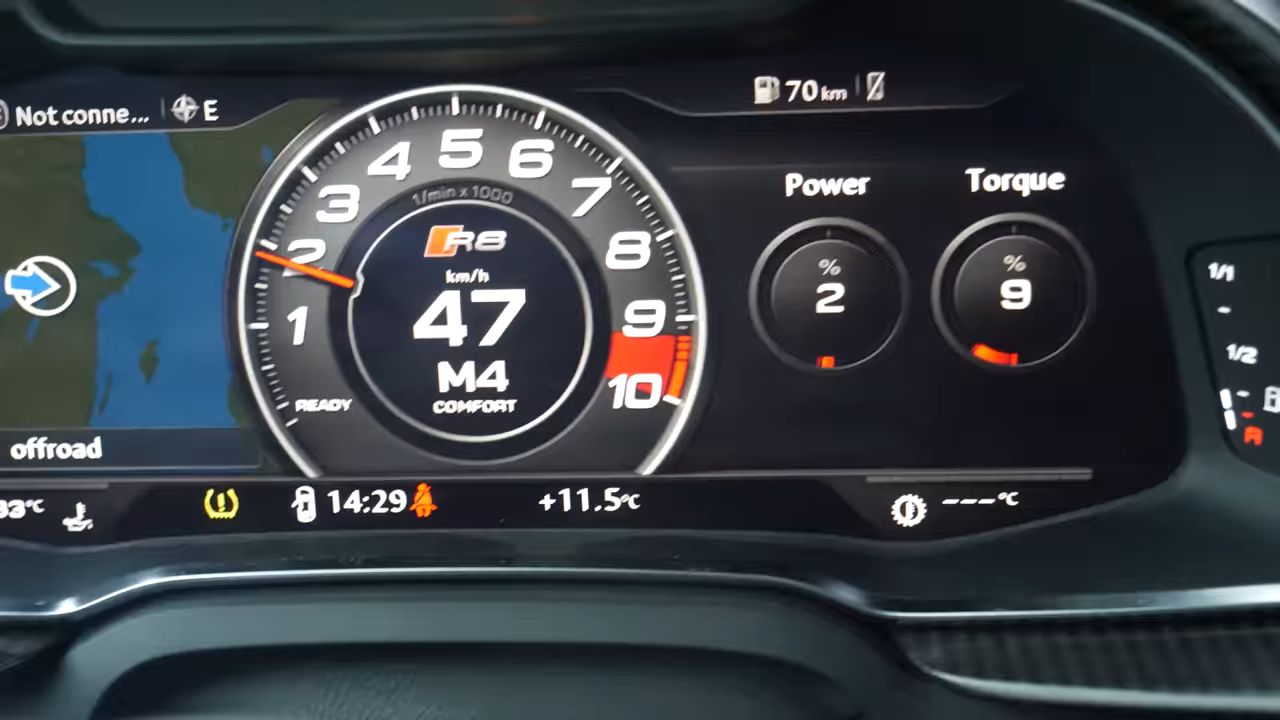 Not conne... E
70 km
1 2 3 4 5 6 7 8 9 10
1/min x 1000
R8
km/h
47
M4
COMFORT
READY
Power
% 2
Torque
% 9
offroad
1/1
1/2
R
33°C
14:29
+11.5°C
---°C